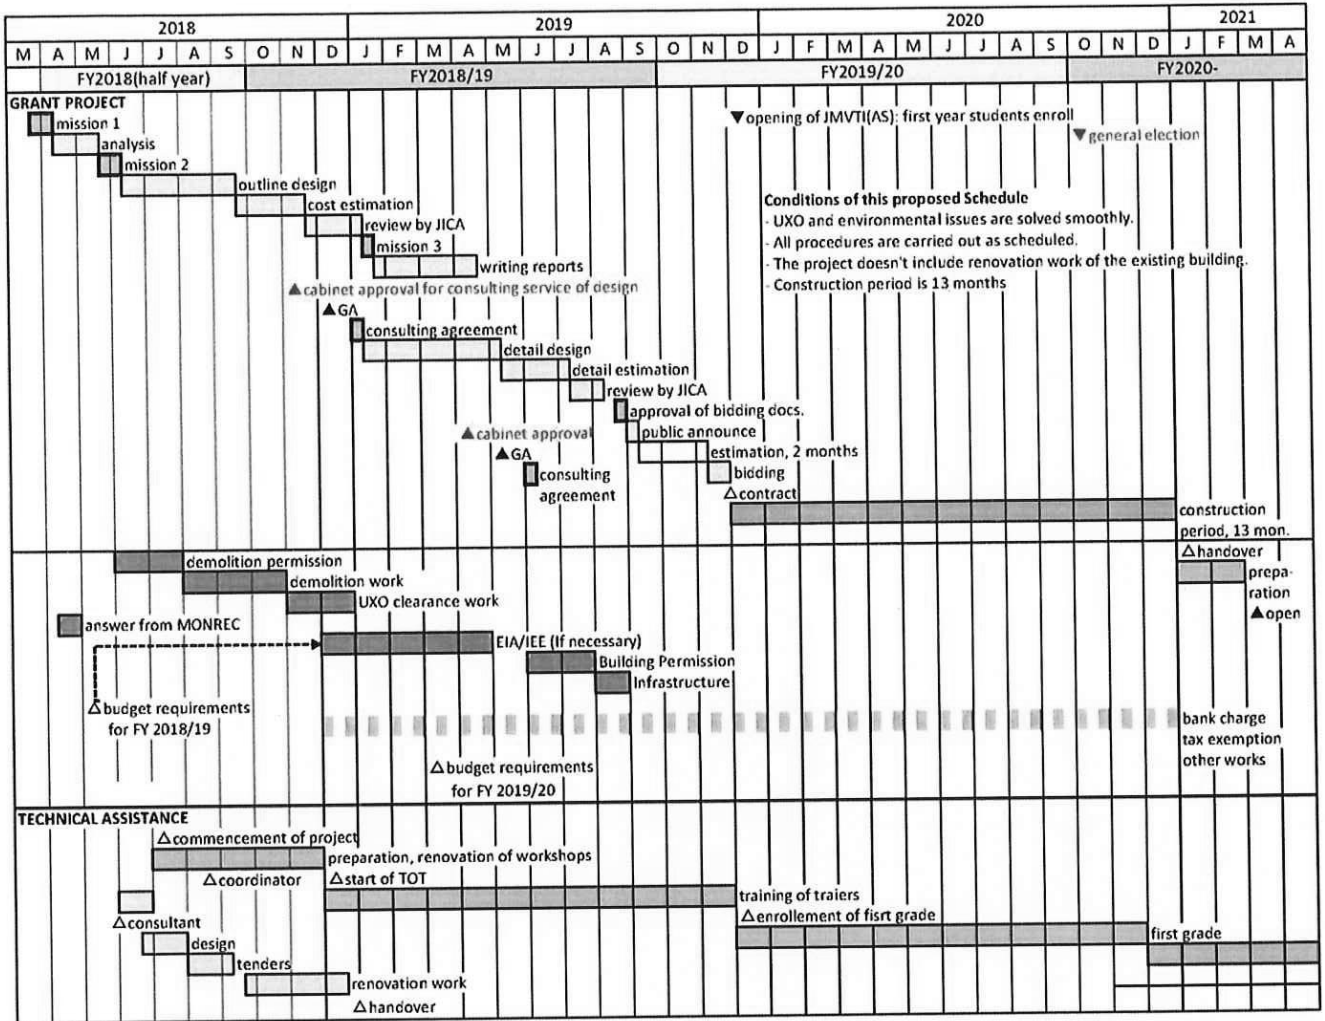 2018 2019 2020 2021
M A M J J A S O N D J F M A M J J A S O N D J F M A M J J A S O N D J F M A
FY2018(half year) FY2018/19 FY2019/20 FY2020-
GRANT PROJECT
▼opening of JMVTI(AS): first year students enroll
mission 1
▼general election
analysis
mission 2
outline design
cost estimation
review by JICA
mission 3
writing reports
Conditions of this proposed Schedule
- UXO and environmental issues are solved smoothly.
- All procedures are carried out as scheduled.
- The project doesn't include renovation work of the existing building.
- Construction period is 13 months
▲cabinet approval for consulting service of design
▲GA
consulting agreement
detail design
detail estimation
review by JICA
approval of bidding docs.
public announce
▲cabinet approval
estimation, 2 months
▲GA
bidding
consulting
agreement
△contract
construction
period, 13 mon.
△handover
prepa-
ration
▲open
demolition permission
demolition work
UXO clearance work
answer from MONREC
EIA/IEE (If necessary)
Building Permission
Infrastructure
△budget requirements
for FY 2018/19
bank charge
tax exemption
other works
△budget requirements
for FY 2019/20
TECHNICAL ASSISTANCE
△commencement of project
preparation, renovation of workshops
△coordinator
△start of TOT
training of traiers
△enrollement of fisrt grade
△consultant
first grade
design
tenders
renovation work
△handover